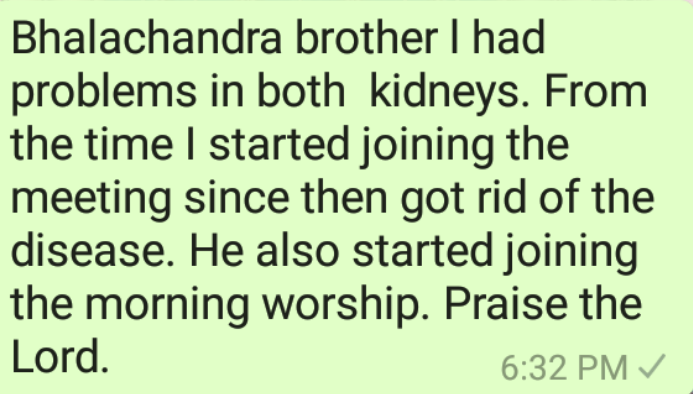 Bhalachandra brother I had
problems in both  kidneys. From
the time I started joining the
meeting since then got rid of the
disease. He also started joining
the morning worship. Praise the
Lord.
6:32 PM ✓